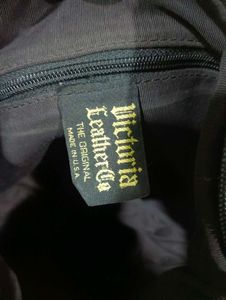 Victoria
Leather Co
THE ORIGINAL
MADE IN U.S.A.